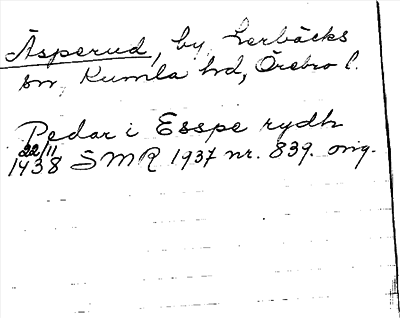 Äsperud, by, Lerbäcks
sn, Kumla hd, Örebro l.
Pedar i Esspe rydh
22/11
1438 SMR 1937 nr. 839. orig.